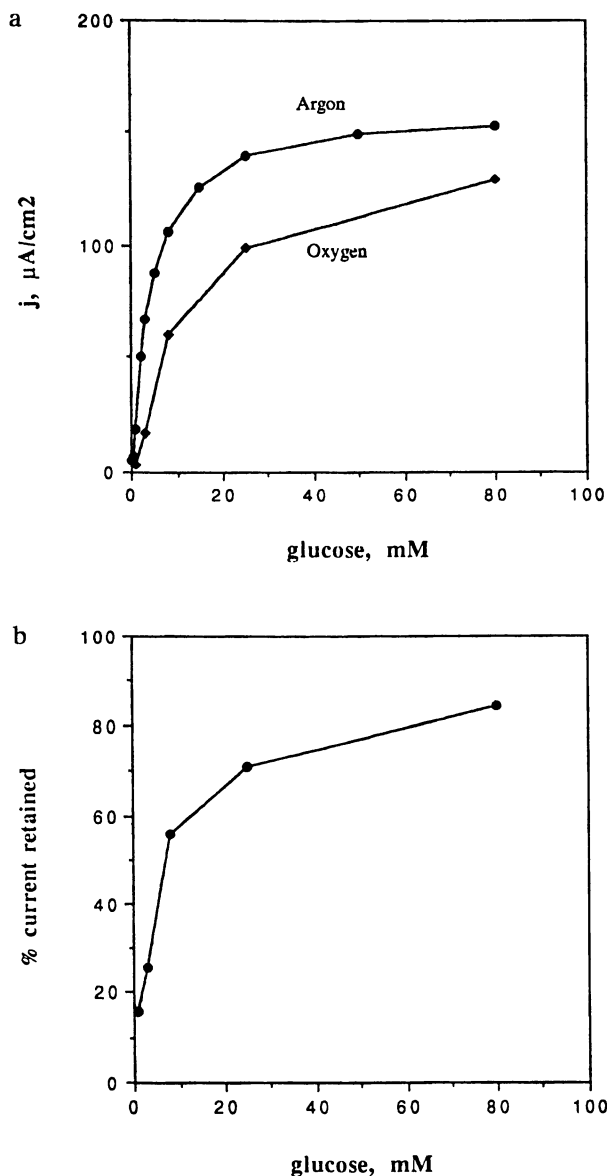 a
200
Argon
j, µA/cm2
100
Oxygen
0
0 20 40 60 80 100
glucose, mM
b
100
80
% current retained
60
40
20
0
0 20 40 60 80 100
glucose, mM